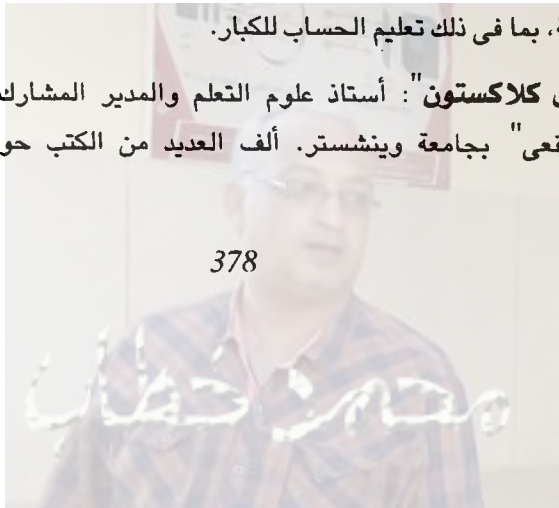 ، بما فى ذلك تعليم الحساب للكبار.
كلاكستون": أستاذ علوم التعلم والمدير المشارك
بجامعة وينشستر. ألف العديد من الكتب
378
محمد خطاب